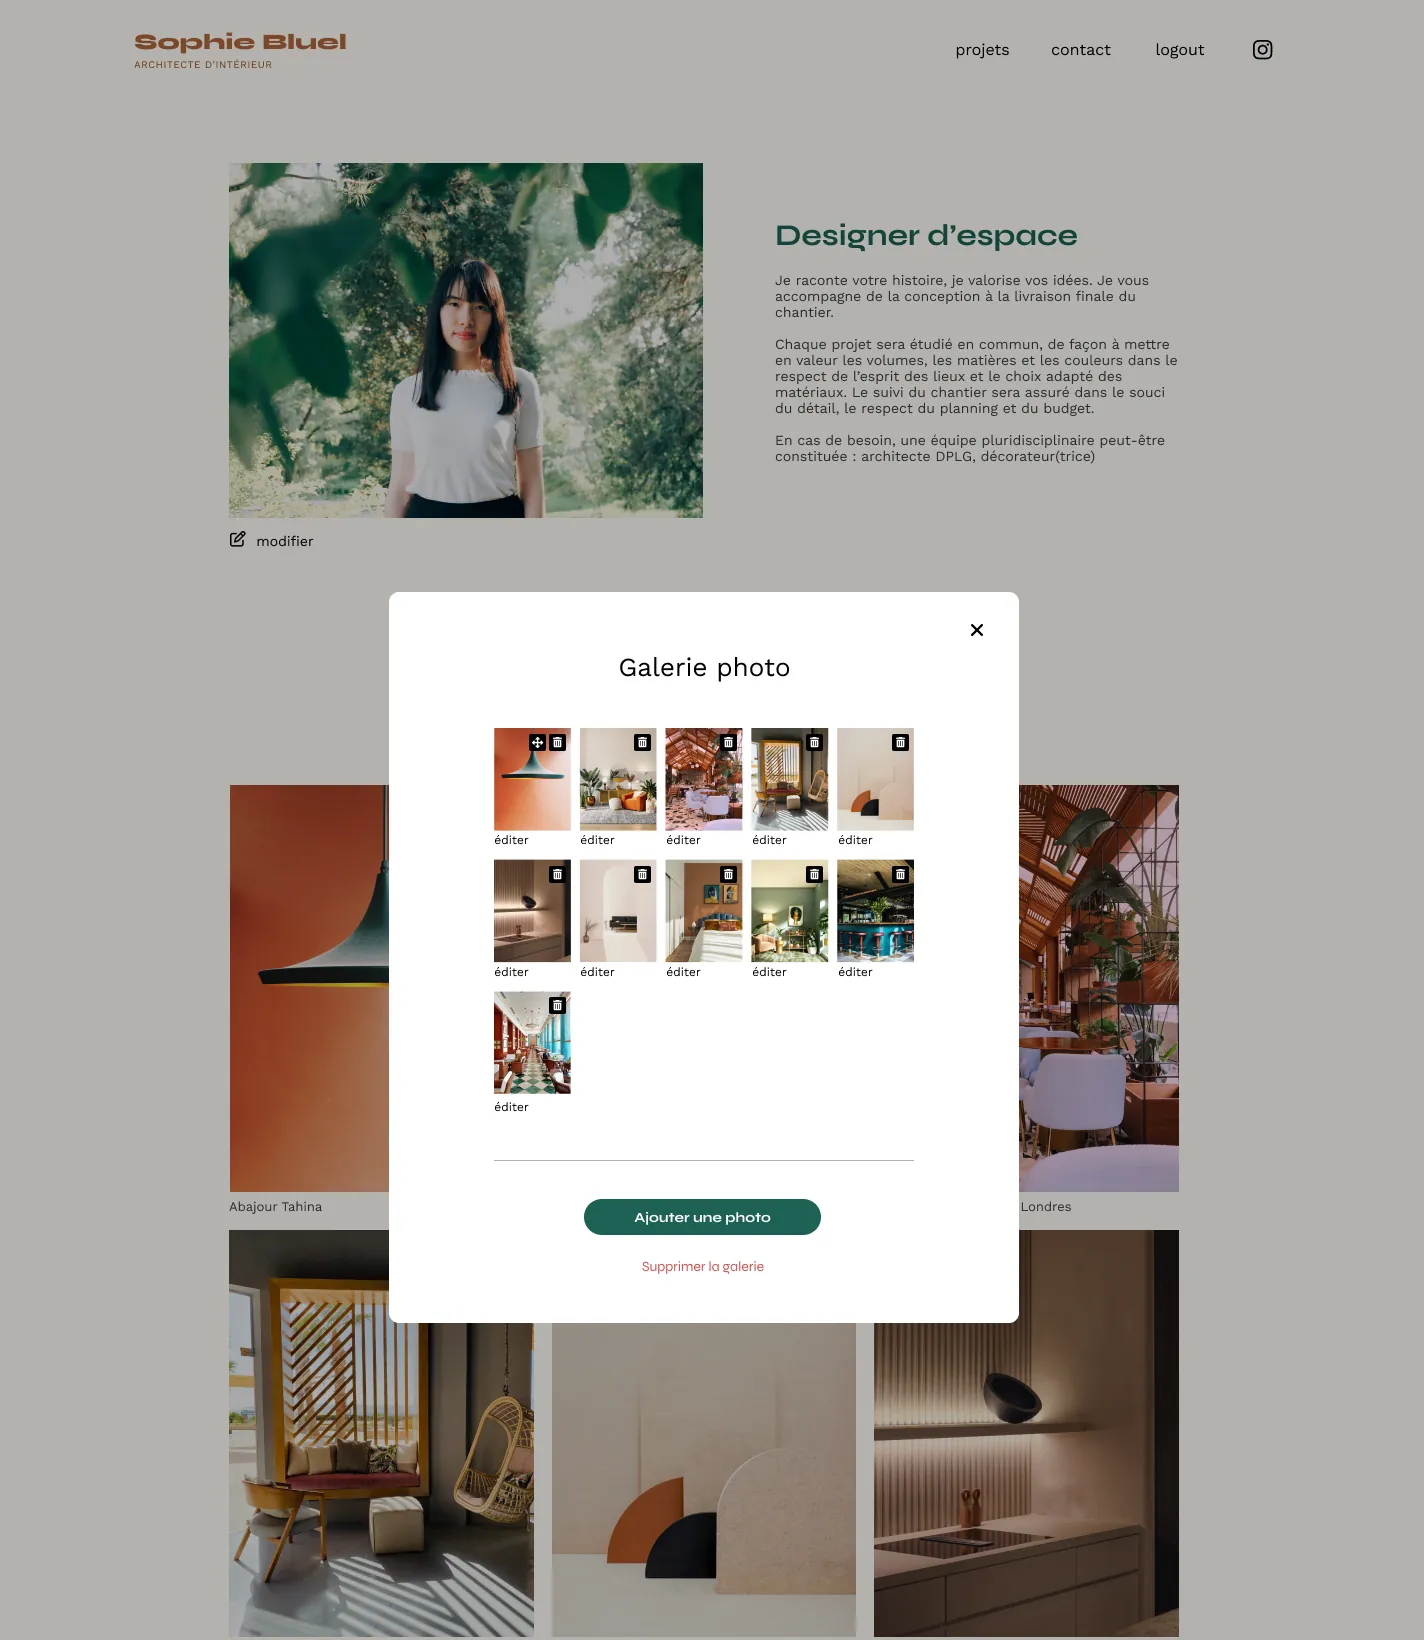 Sophie Bluel
ARCHITECTE D'INTÉRIEUR
projets
contact
logout
Designer d’espace
Je raconte votre histoire, je valorise vos idées. Je vous
accompagne de la conception à la livraison finale du
chantier.
Chaque projet sera étudié en commun, de façon à mettre
en valeur les volumes, les matières et les couleurs dans le
respect de l’esprit des lieux et le choix adapté des
matériaux. Le suivi du chantier sera assuré dans le souci
du détail, le respect du planning et du budget.
En cas de besoin, une équipe pluridisciplinaire peut-être
constituée : architecte DPLG, décorateur(trice)
modifier
Galerie photo
éditer
éditer
éditer
éditer
éditer
éditer
éditer
éditer
éditer
éditer
éditer
Ajouter une photo
Supprimer la galerie
Abajour Tahina
Londres